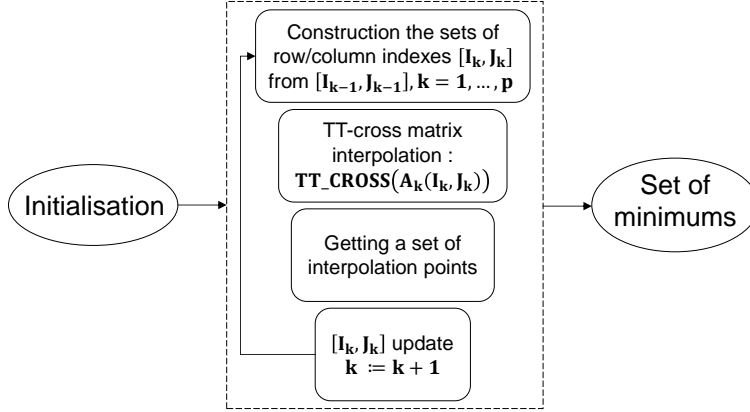 Initialisation
Construction the sets of
row/column indexes [I_k, J_k]
from [I_{k−1}, J_{k−1}], k = 1, … , p
TT-cross matrix
interpolation :
TT_CROSS(A_k(I_k, J_k))
Getting a set of
interpolation points
[I_k, J_k] update
k ≔ k + 1
Set of
minimums